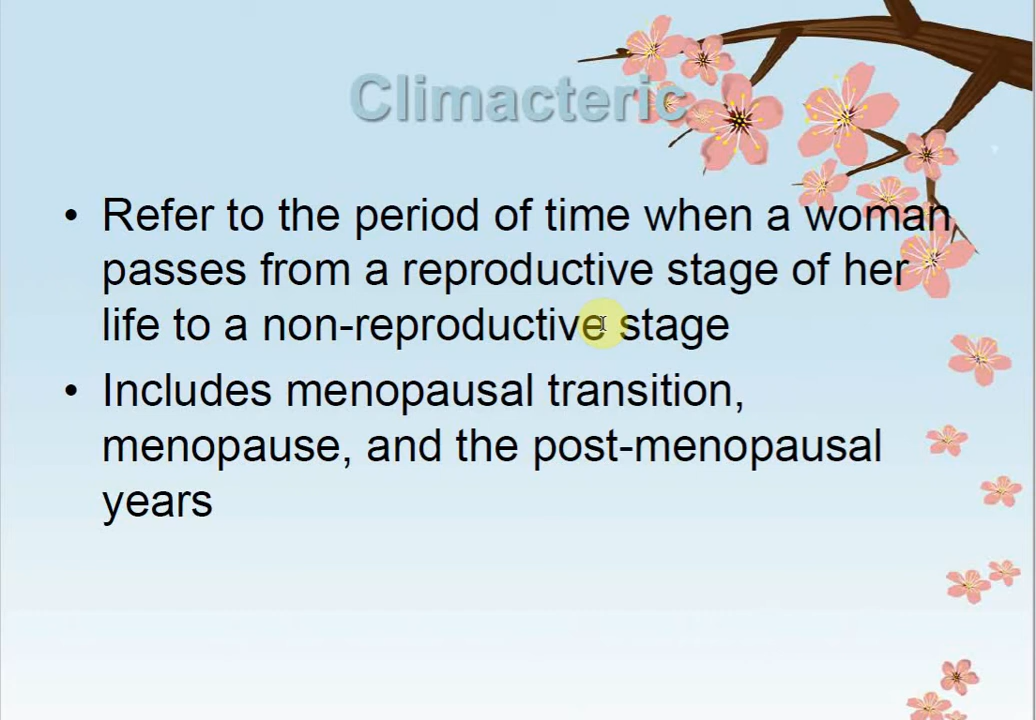 Climacteric
• Refer to the period of time when a woman
passes from a reproductive stage of her
life to a non-reproductive stage
• Includes menopausal transition,
menopause, and the post-menopausal
years